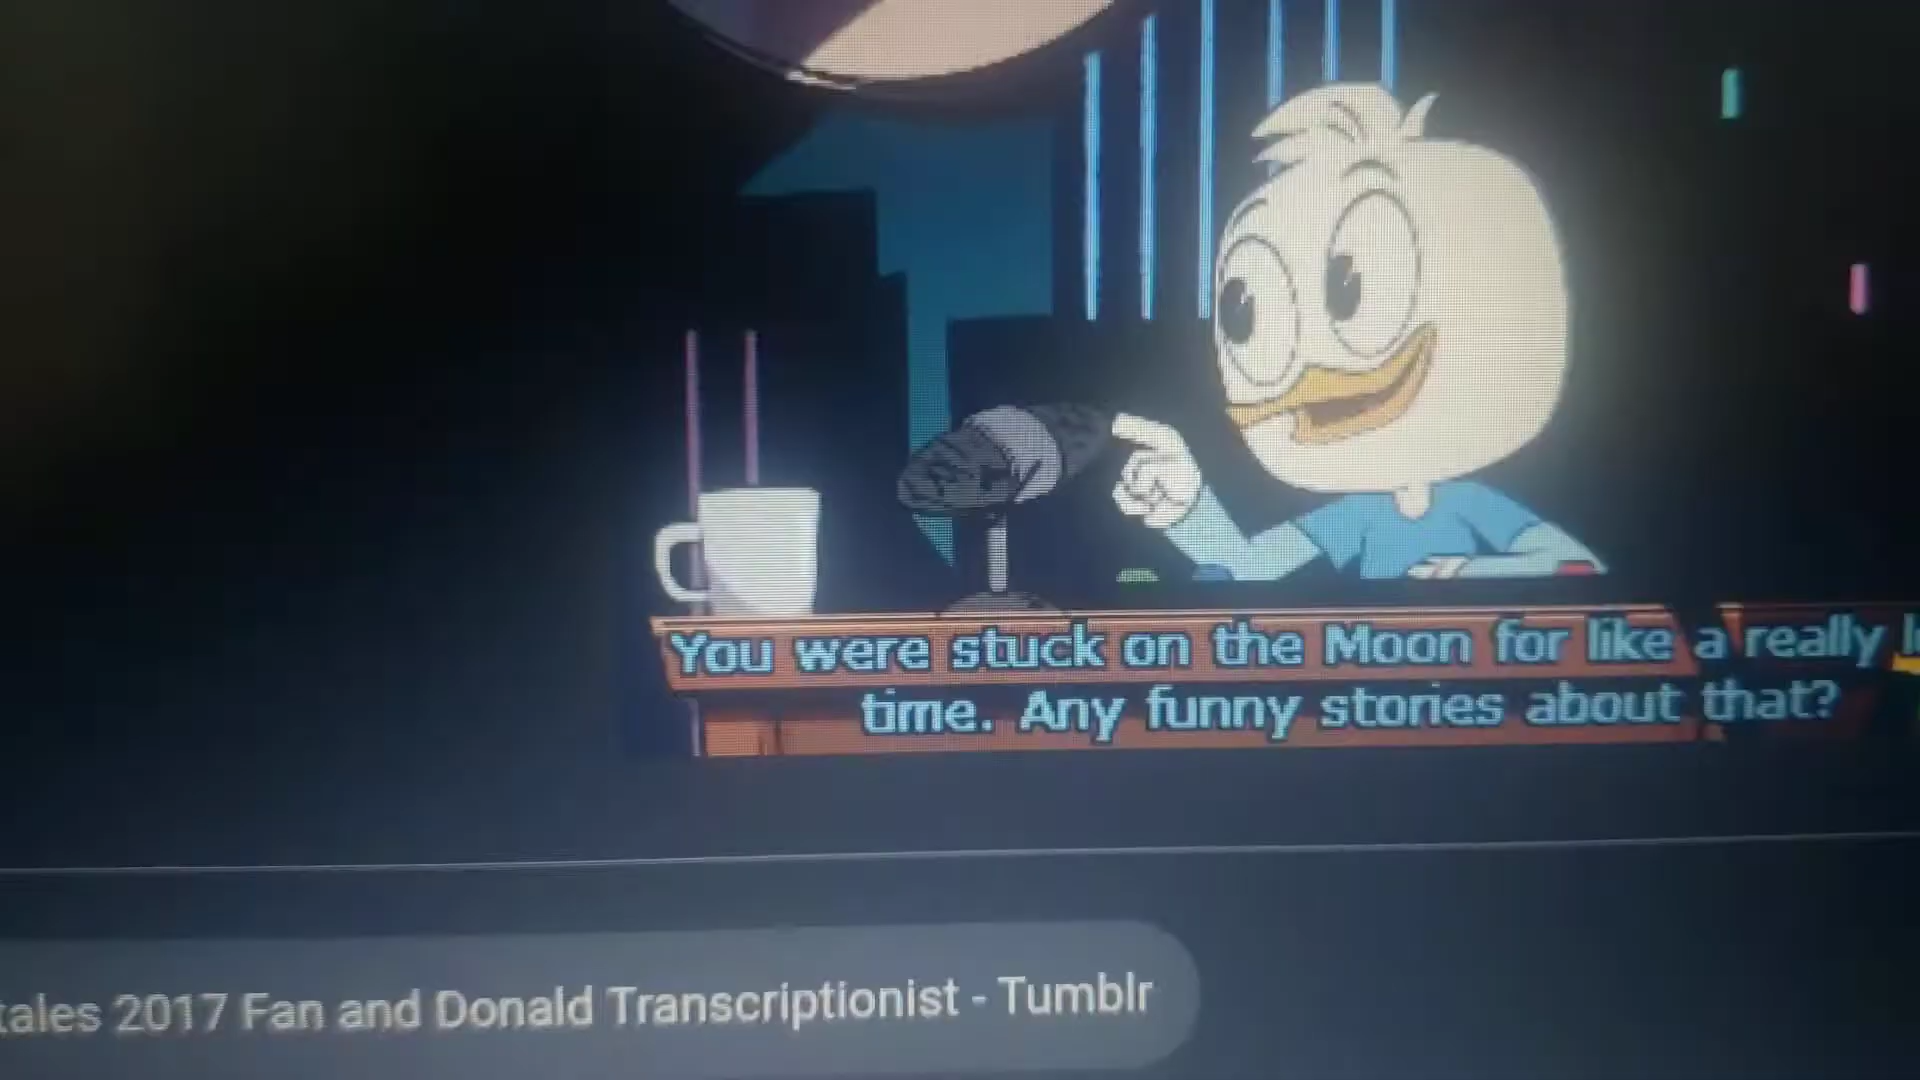 You were stuck on the Moon for like a really
time. Any funny stories about that?
tales 2017 Fan and Donald Transcriptionist - Tumblr